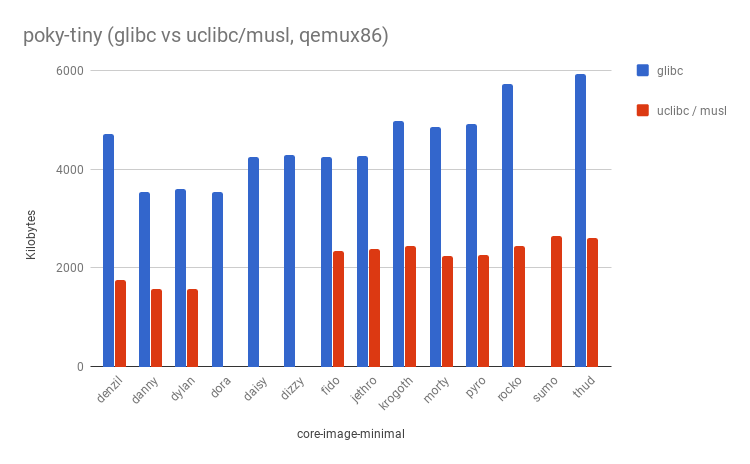 poky-tiny (glibc vs uclibc/musl, qemux86)
6000
glibc
uclibc / musl
4000
Kilobytes
2000
0
denzil
danny
dylan
dora
daisy
dizzy
fido
jethro
krogoth
morty
pyro
rocko
sumo
thud
core-image-minimal